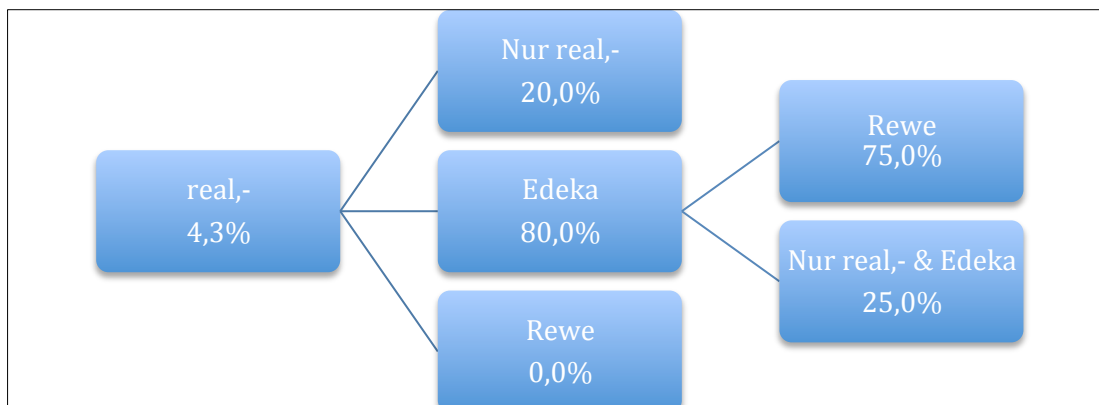 real,-
4,3%
Nur real,-
20,0%
Edeka
80,0%
Rewe
0,0%
Rewe
75,0%
Nur real,- & Edeka
25,0%